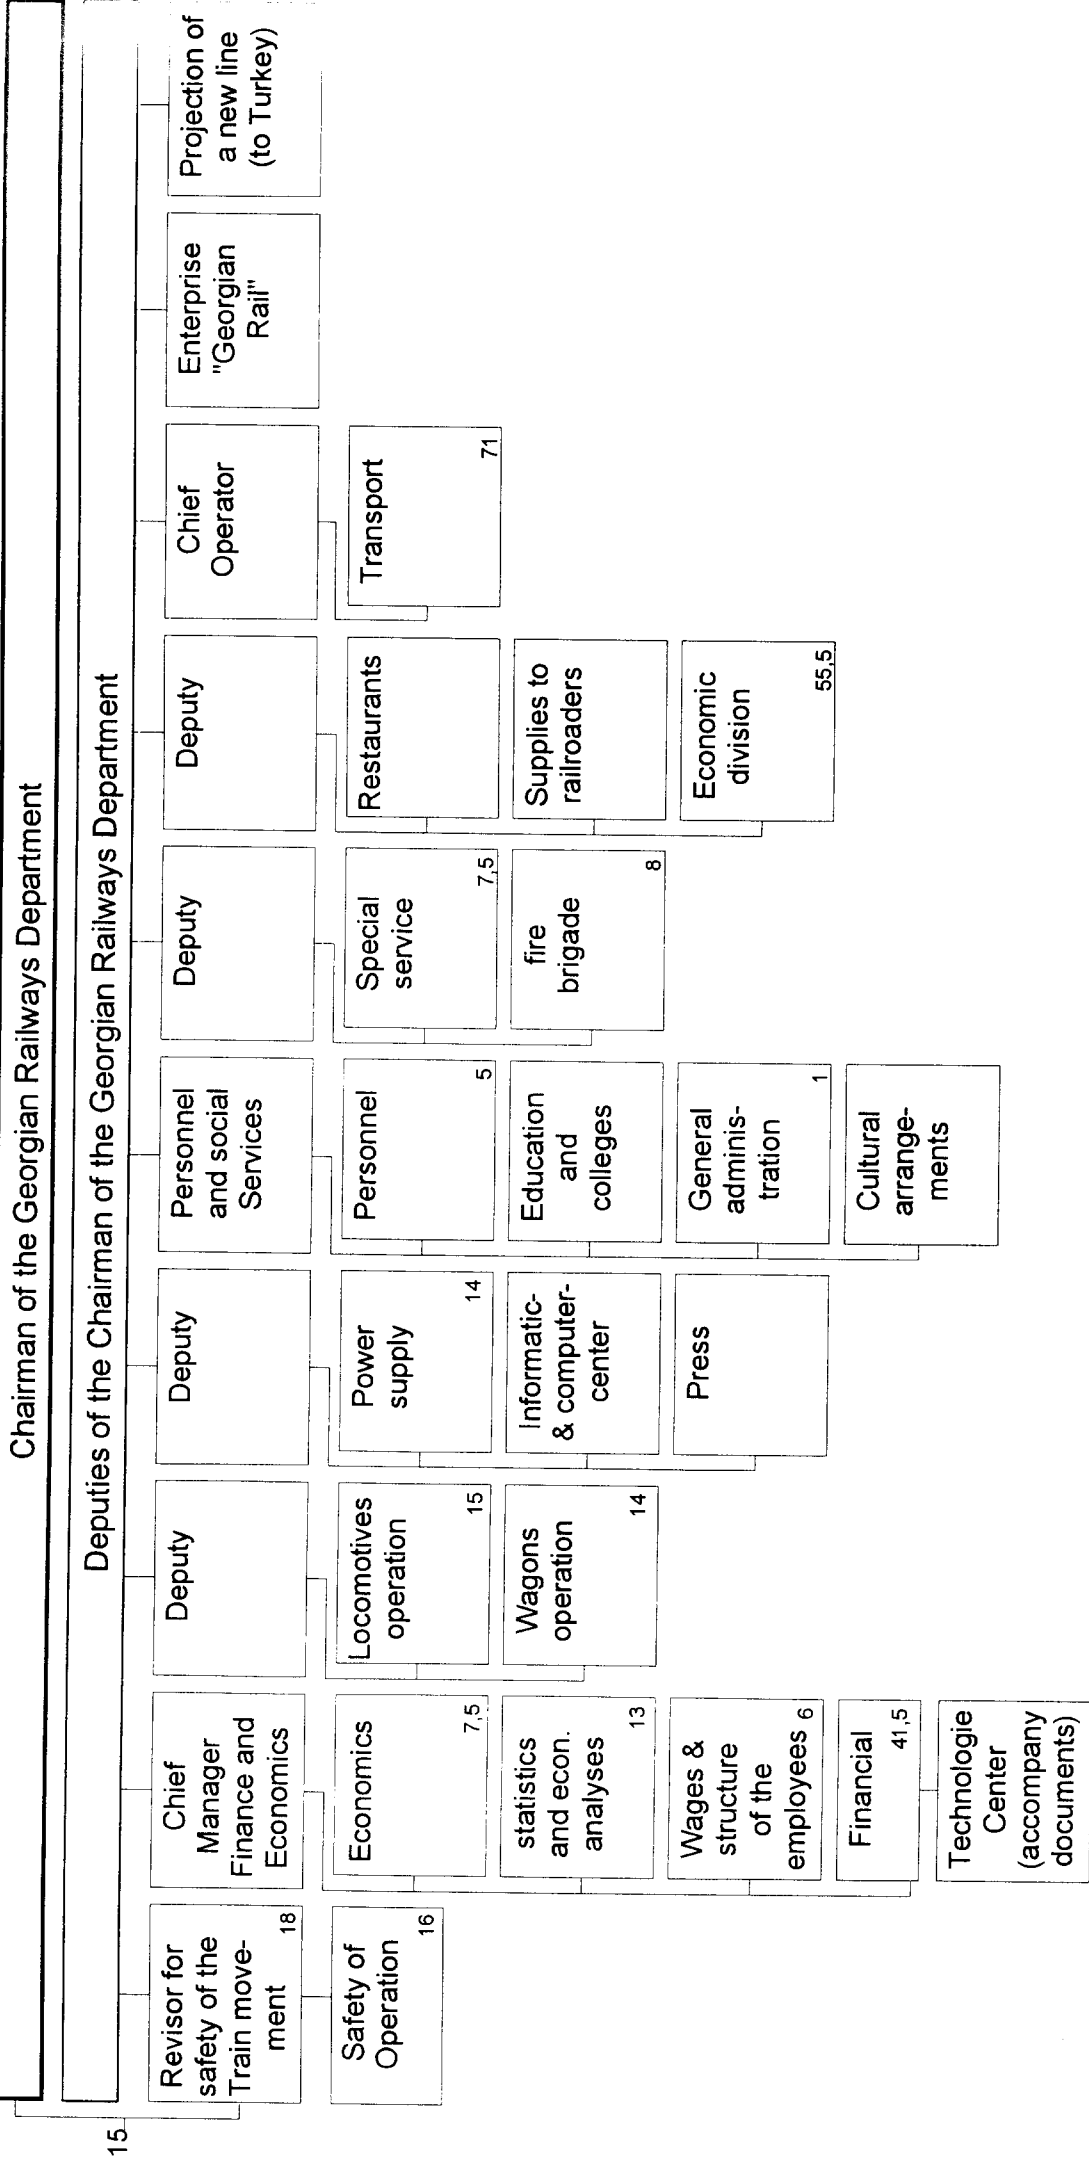 Chairman of the Georgian Railways Department
Deputies of the Chairman of the Georgian Railways Department
15
Revisor for
safety of the
Train move-
ment
18
Safety of
Operation
16
Chief
Manager
Finance and
Economics
Economics
7,5
statistics
and econ.
analyses
13
Wages &
structure
of the
employees
6
Financial
41,5
Technologie
Center
(accompany
documents)
Deputy
Locomotives
operation
15
Wagons
operation
14
Deputy
Power
supply
14
Informatic-
& computer-
center
Press
Personnel
and social
Services
Personnel
5
Education
and
colleges
General
adminis-
tration
1
Cultural
arrange-
ments
Deputy
Special
service
7,5
fire
brigade
8
Deputy
Restaurants
Supplies to
railroaders
Economic
division
55,5
Chief
Operator
Transport
71
Enterprise
"Georgian
Rail"
Projection of
a new line
(to Turkey)